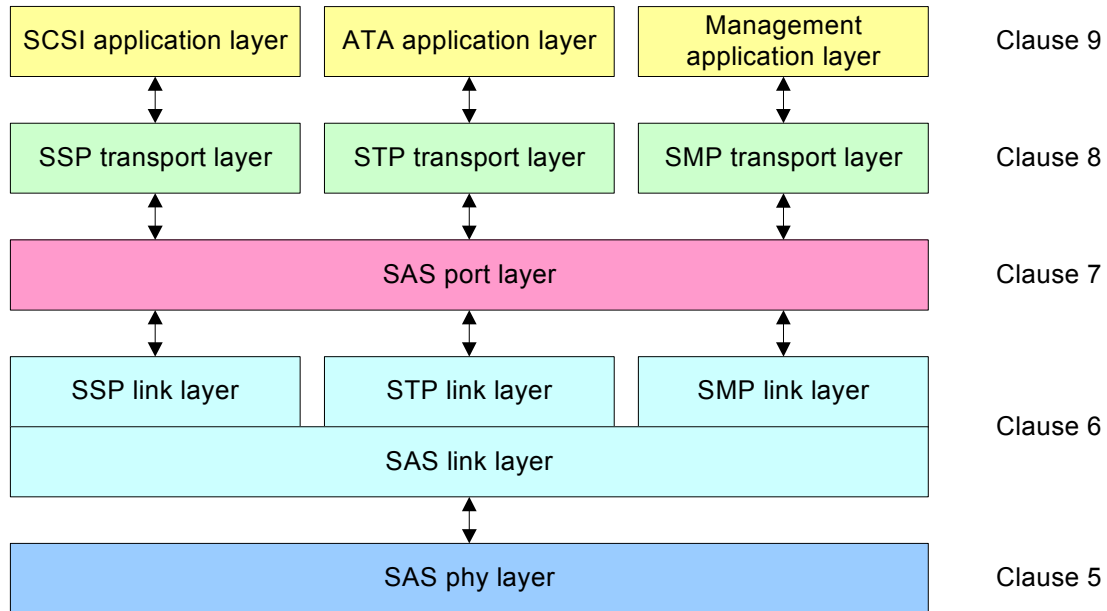 SCSI application layer
ATA application layer
Management
application layer
Clause 9
SSP transport layer
STP transport layer
SMP transport layer
Clause 8
SAS port layer
Clause 7
SSP link layer
STP link layer
SMP link layer
Clause 6
SAS link layer
SAS phy layer
Clause 5